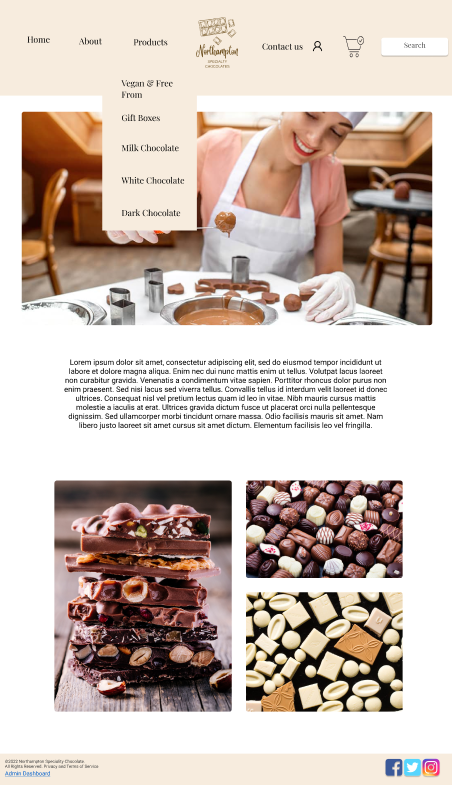 Home
About
Products
Northampton
SPECIALTY
CHOCOLATES
Contact us
Search
Vegan & Free
From
Gift Boxes
Milk Chocolate
White Chocolate
Dark Chocolate
Lorem ipsum dolor sit amet, consectetur adipiscing elit, sed do eiusmod tempor incididunt ut
labore et dolore magna aliqua. Enim nec dui nunc mattis enim ut tellus. Volutpat lacus laoreet
non curabitur gravida. Venenatis a condimentum vitae sapien. Porttitor rhoncus dolor purus non
enim praesent. Sed nisi lacus sed viverra tellus. Convallis tellus id interdum velit laoreet id donec
ultrices. Consequat nisl vel pretium lectus quam id leo in vitae. Nibh mauris cursus mattis
molestie a iaculis at erat. Ultrices gravida dictum fusce ut placerat orci nulla pellentesque
dignissim. Sed ullamcorper morbi tincidunt ornare massa. Odio facilisis mauris sit amet. Nam
libero justo laoreet sit amet cursus sit amet dictum. Elementum facilisis leo vel fringilla.
©2022 Northampton Speciality Chocolate
All Rights Reserved. Privacy and Terms of Service
Admin Dashboard